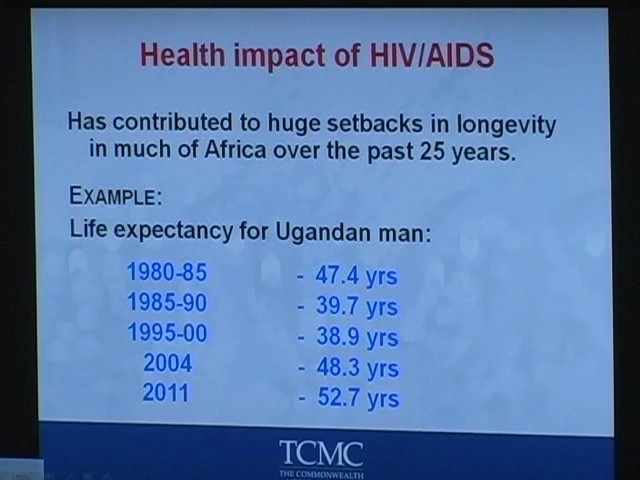 Health impact of HIV/AIDS
Has contributed to huge setbacks in longevity
in much of Africa over the past 25 years.
EXAMPLE:
Life expectancy for Ugandan man:
1980-85 - 47.4 yrs
1985-90 - 39.7 yrs
1995-00 - 38.9 yrs
2004 - 48.3 yrs
2011 - 52.7 yrs
TCMC
THE COMMONWEALTH